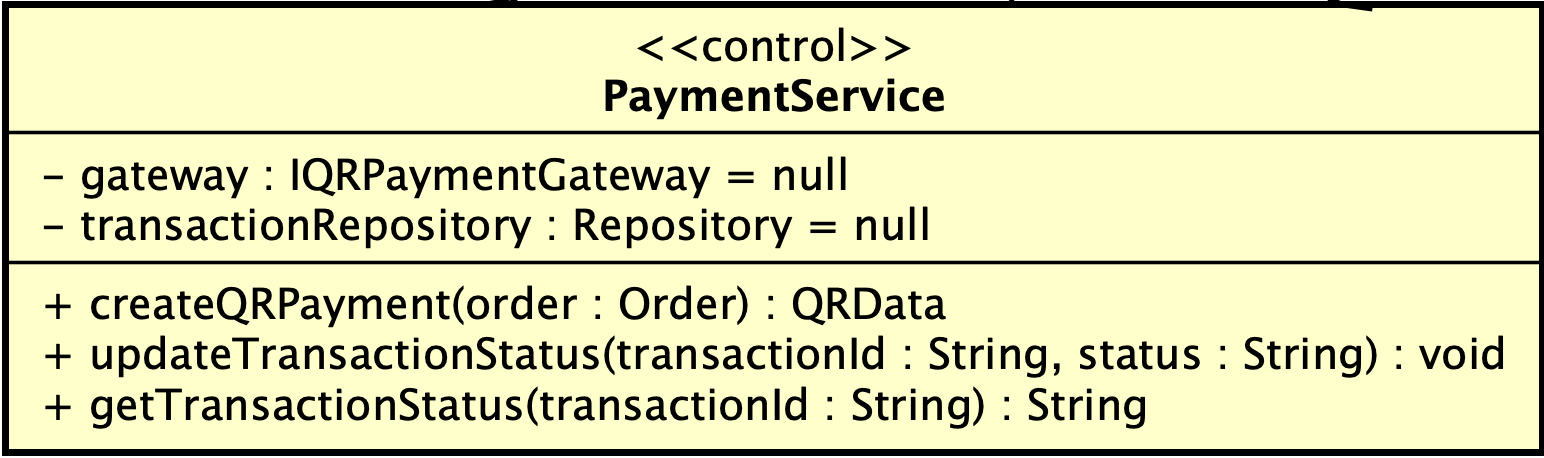 <<control>>
PaymentService
– gateway : IQRPaymentGateway = null
– transactionRepository : Repository = null
+ createQRPayment(order : Order) : QRData
+ updateTransactionStatus(transactionId : String, status : String) : void
+ getTransactionStatus(transactionId : String) : String